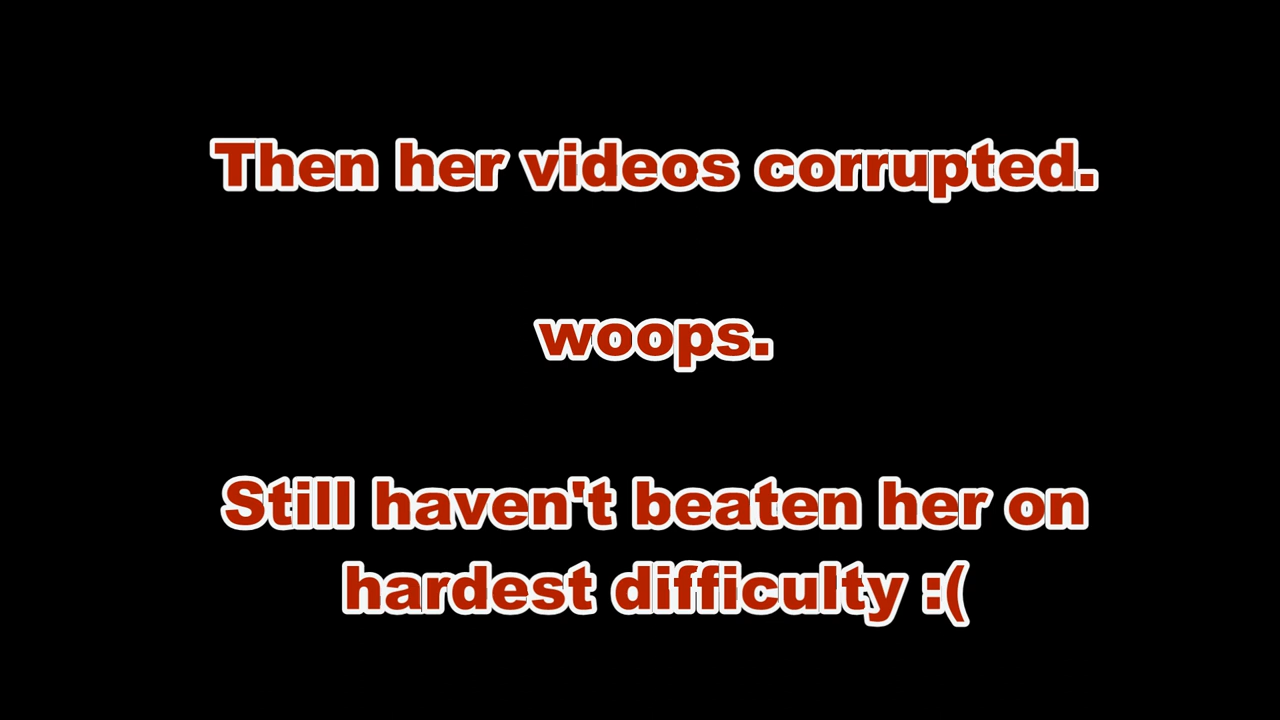 Then her videos corrupted.
woops.
Still haven't beaten her on
hardest difficulty :(